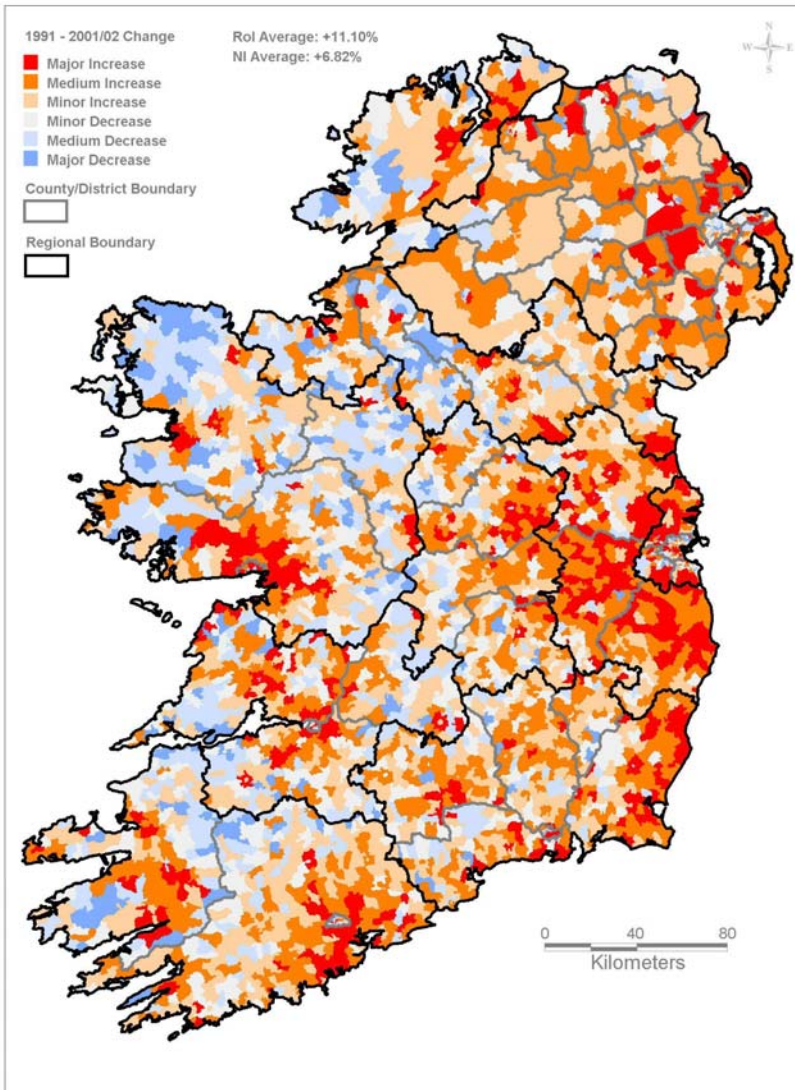 1991 - 2001/02 Change
RoI Average: +11.10%
NI Average: +6.82%
Major Increase
Medium Increase
Minor Increase
Minor Decrease
Medium Decrease
Major Decrease
County/District Boundary
Regional Boundary
N
W E
S
0 40 80
Kilometers